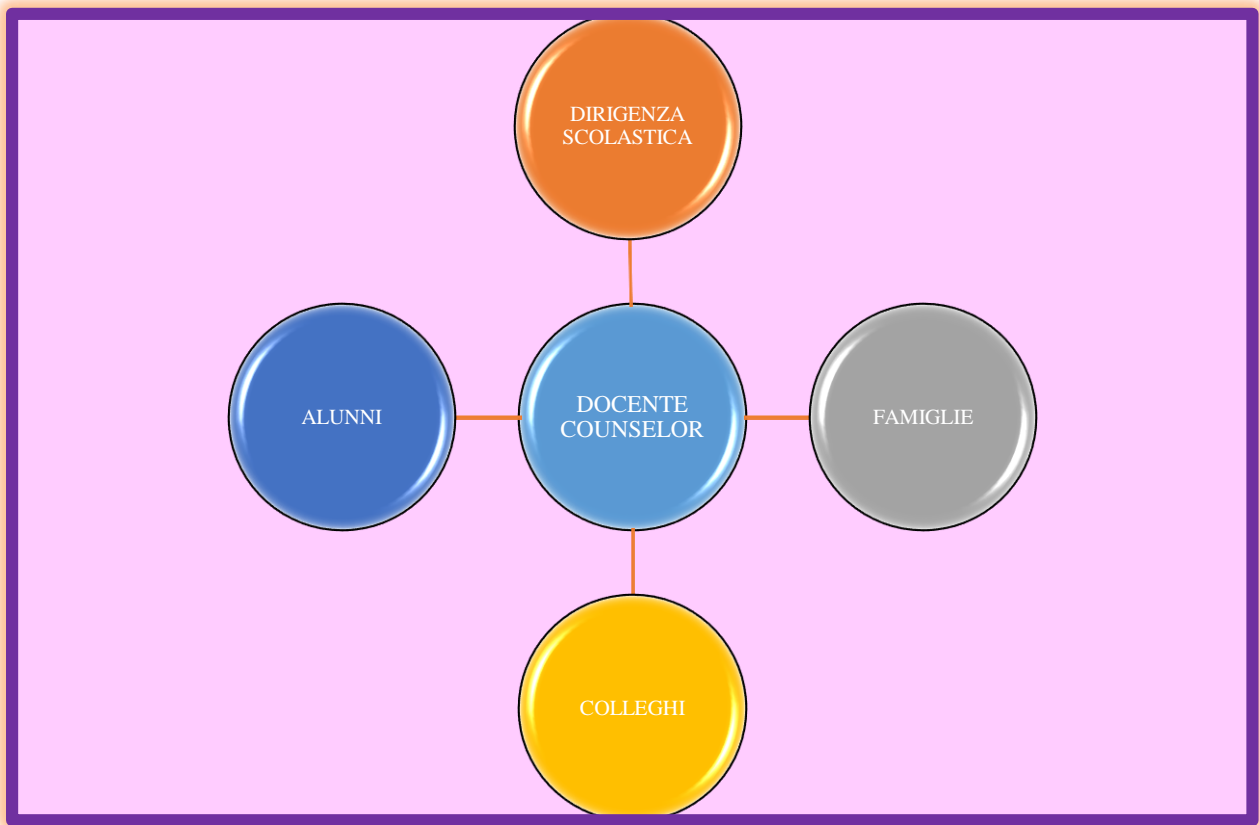 DIRIGENZA
SCOLASTICA
ALUNNI
DOCENTE
COUNSELOR
FAMIGLIE
COLLEGHI